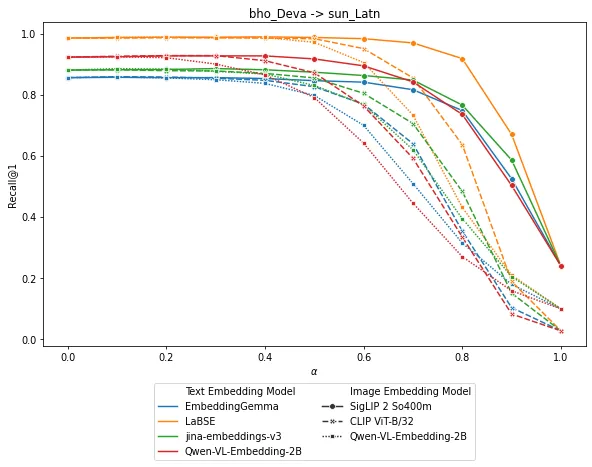 bho_Deva -> sun_Latn
1.0
0.8
0.6
0.4
0.2
0.0
Recall@1
0.0 0.2 0.4 0.6 0.8 1.0
α
Text Embedding Model
EmbeddingGemma
LaBSE
jina-embeddings-v3
Qwen-VL-Embedding-2B
Image Embedding Model
SigLIP 2 So400m
CLIP ViT-B/32
Qwen-VL-Embedding-2B